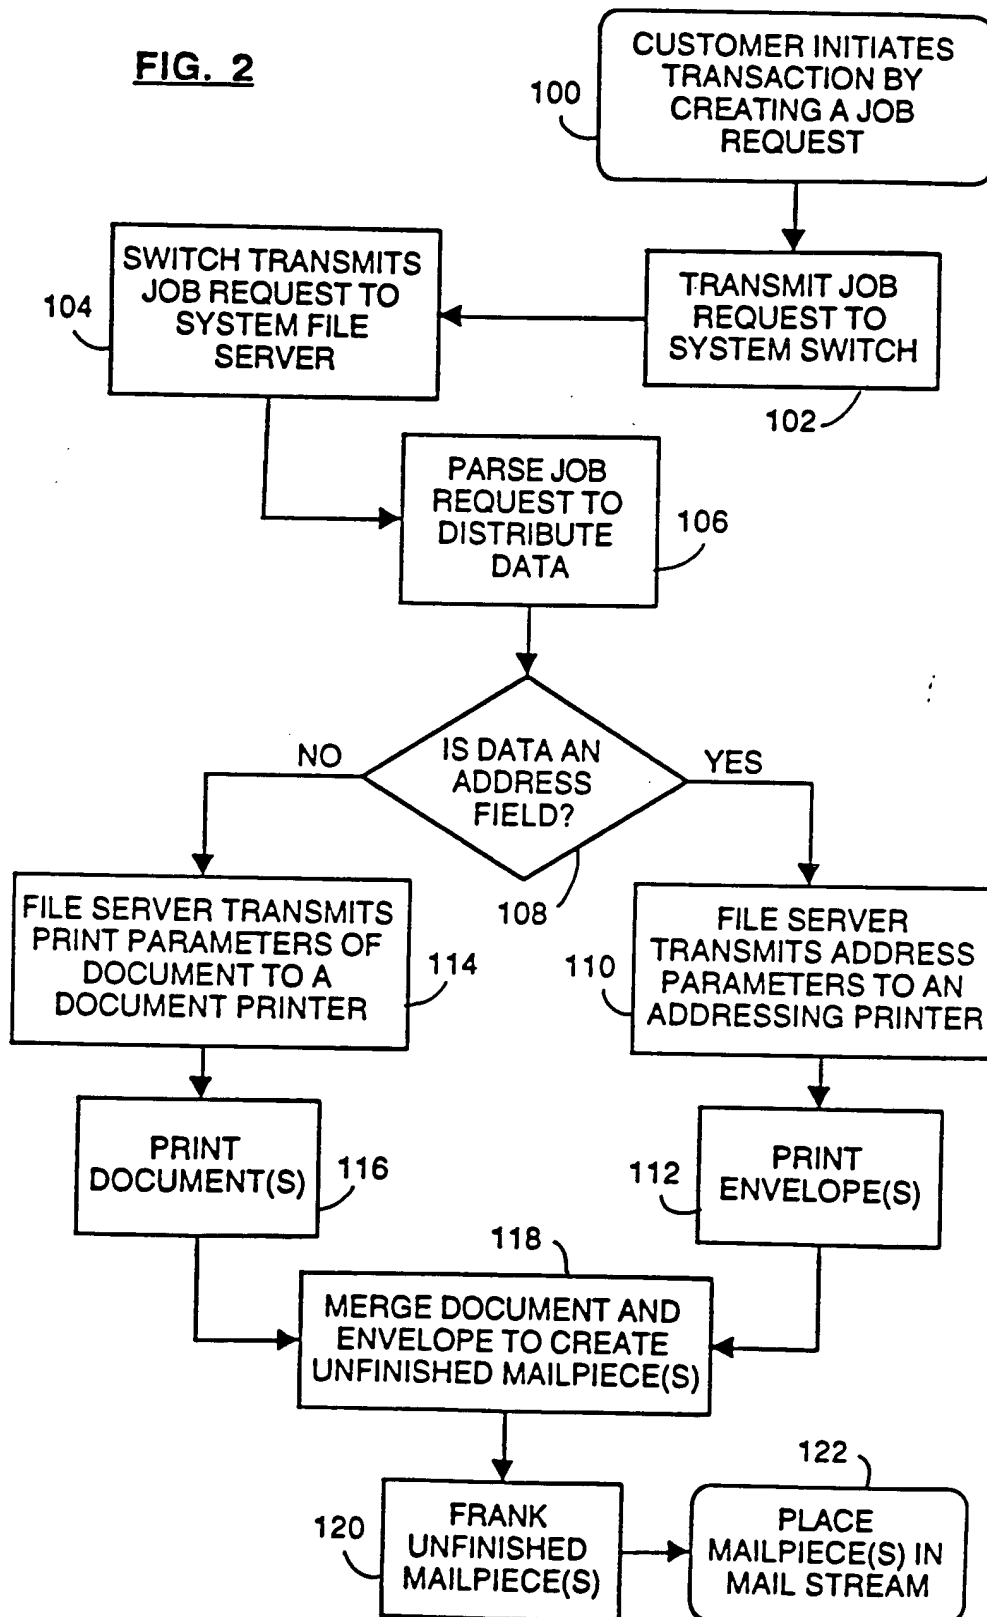 FIG. 2
CUSTOMER INITIATES
TRANSACTION BY
CREATING A JOB
REQUEST
100
SWITCH TRANSMITS
JOB REQUEST TO
SYSTEM FILE
SERVER
104
TRANSMIT JOB
REQUEST TO
SYSTEM SWITCH
102
PARSE JOB
REQUEST TO
DISTRIBUTE
DATA
106
IS DATA AN
ADDRESS
FIELD?
NO
YES
108
FILE SERVER TRANSMITS
PRINT PARAMETERS OF
DOCUMENT TO A
DOCUMENT PRINTER
114
110
FILE SERVER
TRANSMITS ADDRESS
PARAMETERS TO AN
ADDRESSING PRINTER
PRINT
DOCUMENT(S)
116
112
PRINT
ENVELOPE(S)
118
MERGE DOCUMENT AND
ENVELOPE TO CREATE
UNFINISHED MAILPIECE(S)
120
FRANK
UNFINISHED
MAILPIECE(S)
122
PLACE
MAILPIECE(S) IN
MAIL STREAM